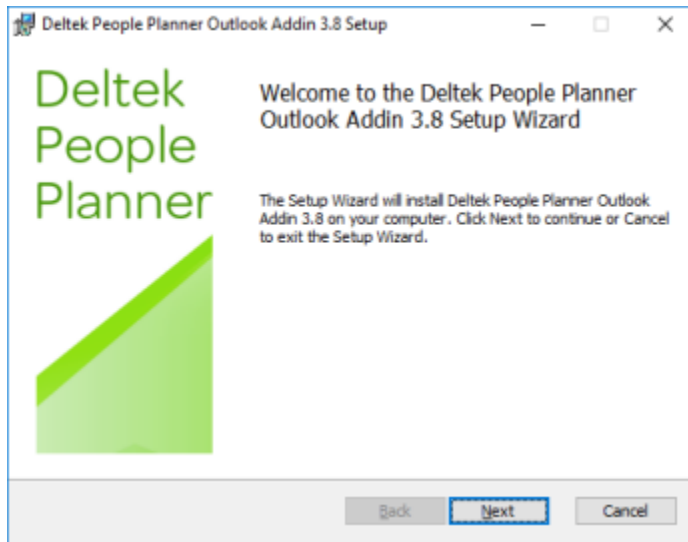 Deltek People Planner Outlook Addin 3.8 Setup
Deltek
People
Planner
Welcome to the Deltek People Planner
Outlook Addin 3.8 Setup Wizard
The Setup Wizard will install Deltek People Planner Outlook
Addin 3.8 on your computer. Click Next to continue or Cancel
to exit the Setup Wizard.
Back
Next
Cancel